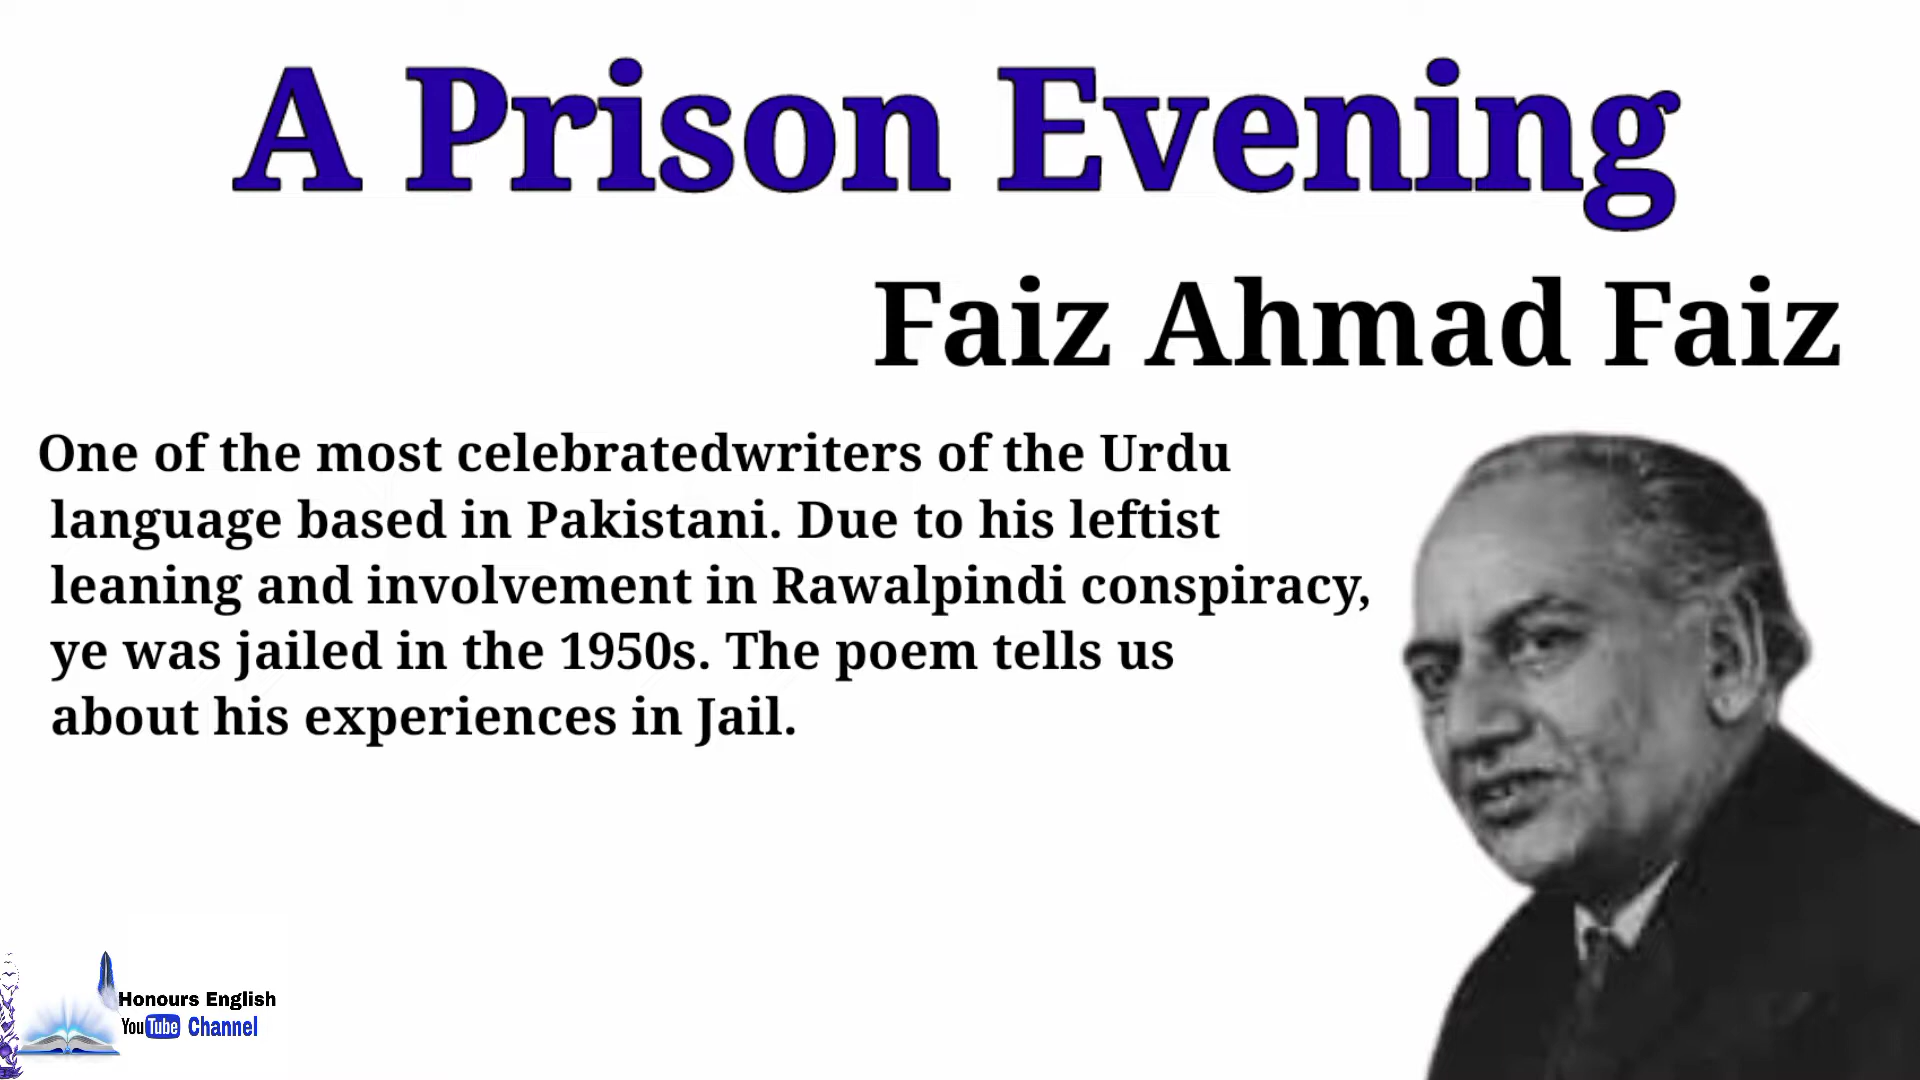 A Prison Evening
Faiz Ahmad Faiz
One of the most celebratedwriters of the Urdu
language based in Pakistani. Due to his leftist
leaning and involvement in Rawalpindi conspiracy,
ye was jailed in the 1950s. The poem tells us
about his experiences in Jail.
Honours English
YouTube Channel